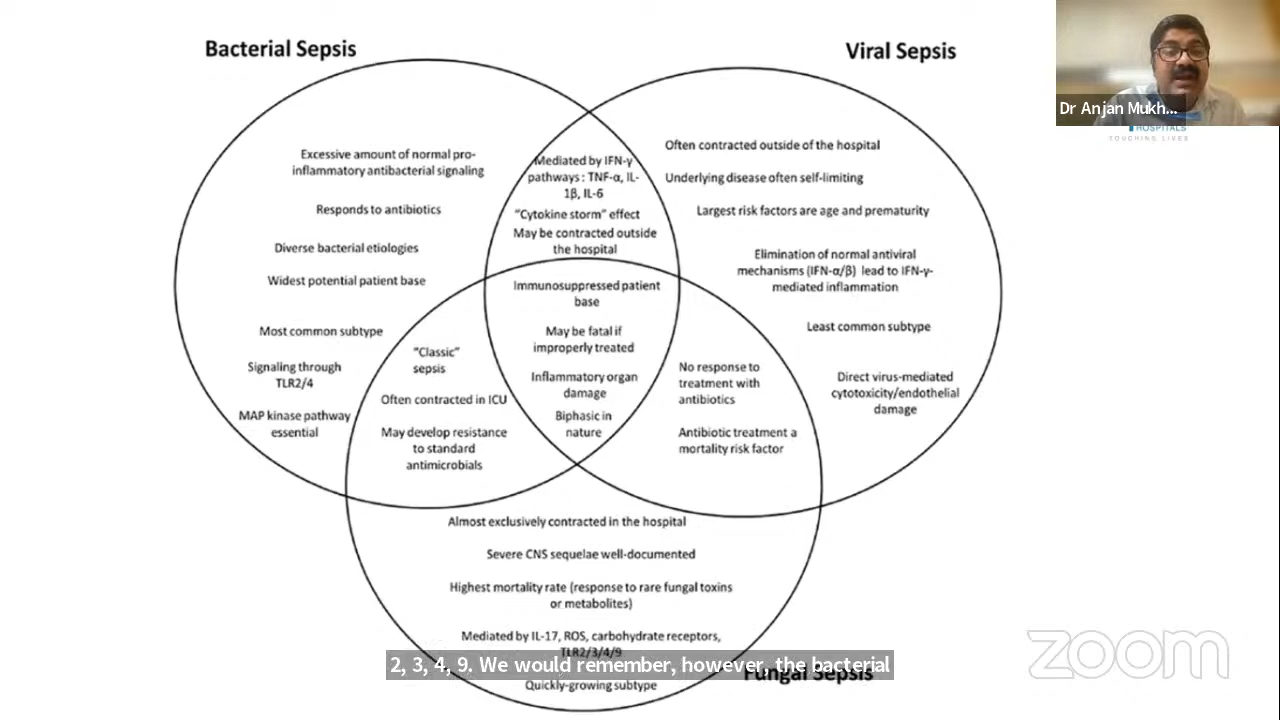 Bacterial Sepsis
Viral Sepsis
Dr Anjan Mukh...
HOSPITALS
TOUCHING LIVES
Excessive amount of normal pro-
inflammatory antibacterial signaling
Responds to antibiotics
Diverse bacterial etiologies
Widest potential patient base
Most common subtype
Signaling through
TLR2/4
MAP kinase pathway
essential
Mediated by IFN-γ
pathways : TNF-α, IL-
1β, IL-6
"Cytokine storm" effect
May be contracted outside
the hospital
Often contracted outside of the hospital
Underlying disease often self-limiting
Largest risk factors are age and prematurity
Elimination of normal antiviral
mechanisms (IFN-α/β) lead to IFN-γ-
mediated inflammation
Least common subtype
Direct virus-mediated
cytotoxicity/endothelial
damage
Immunosuppressed patient
base
May be fatal if
improperly treated
Inflammatory organ
damage
Biphasic in
nature
"Classic"
sepsis
Often contracted in ICU
May develop resistance
to standard
antimicrobials
No response to
treatment with
antibiotics
Antibiotic treatment a
mortality risk factor
Almost exclusively contracted in the hospital
Severe CNS sequelae well-documented
Highest mortality rate (response to rare fungal toxins
or metabolites)
Mediated by IL-17, ROS, carbohydrate receptors,
TLR2/3/4/9
2, 3, 4, 9. We would remember, however, the bacterial
Fungal Sepsis
Quickly-growing subtype
zoom